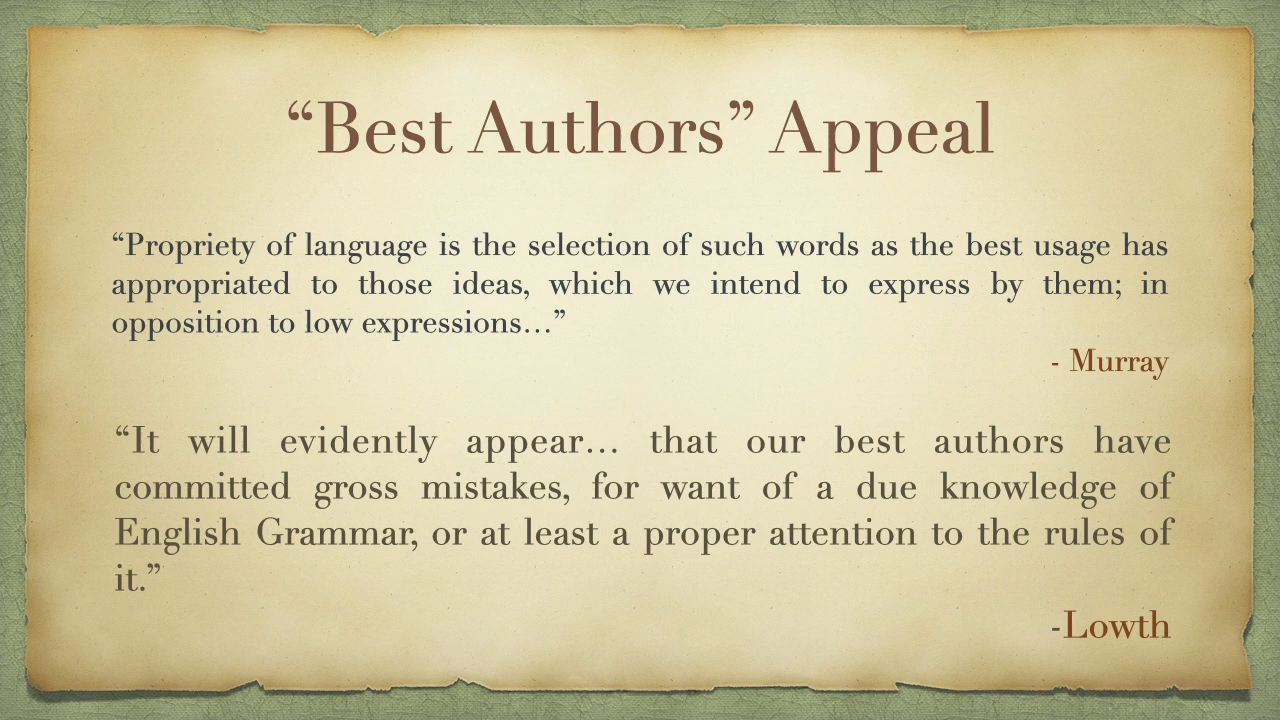 “Best Authors” Appeal
“Propriety of language is the selection of such words as the best usage has
appropriated to those ideas, which we intend to express by them; in
opposition to low expressions…”
- Murray
“It will evidently appear… that our best authors have
committed gross mistakes, for want of a due knowledge of
English Grammar, or at least a proper attention to the rules of
it.”
-Lowth